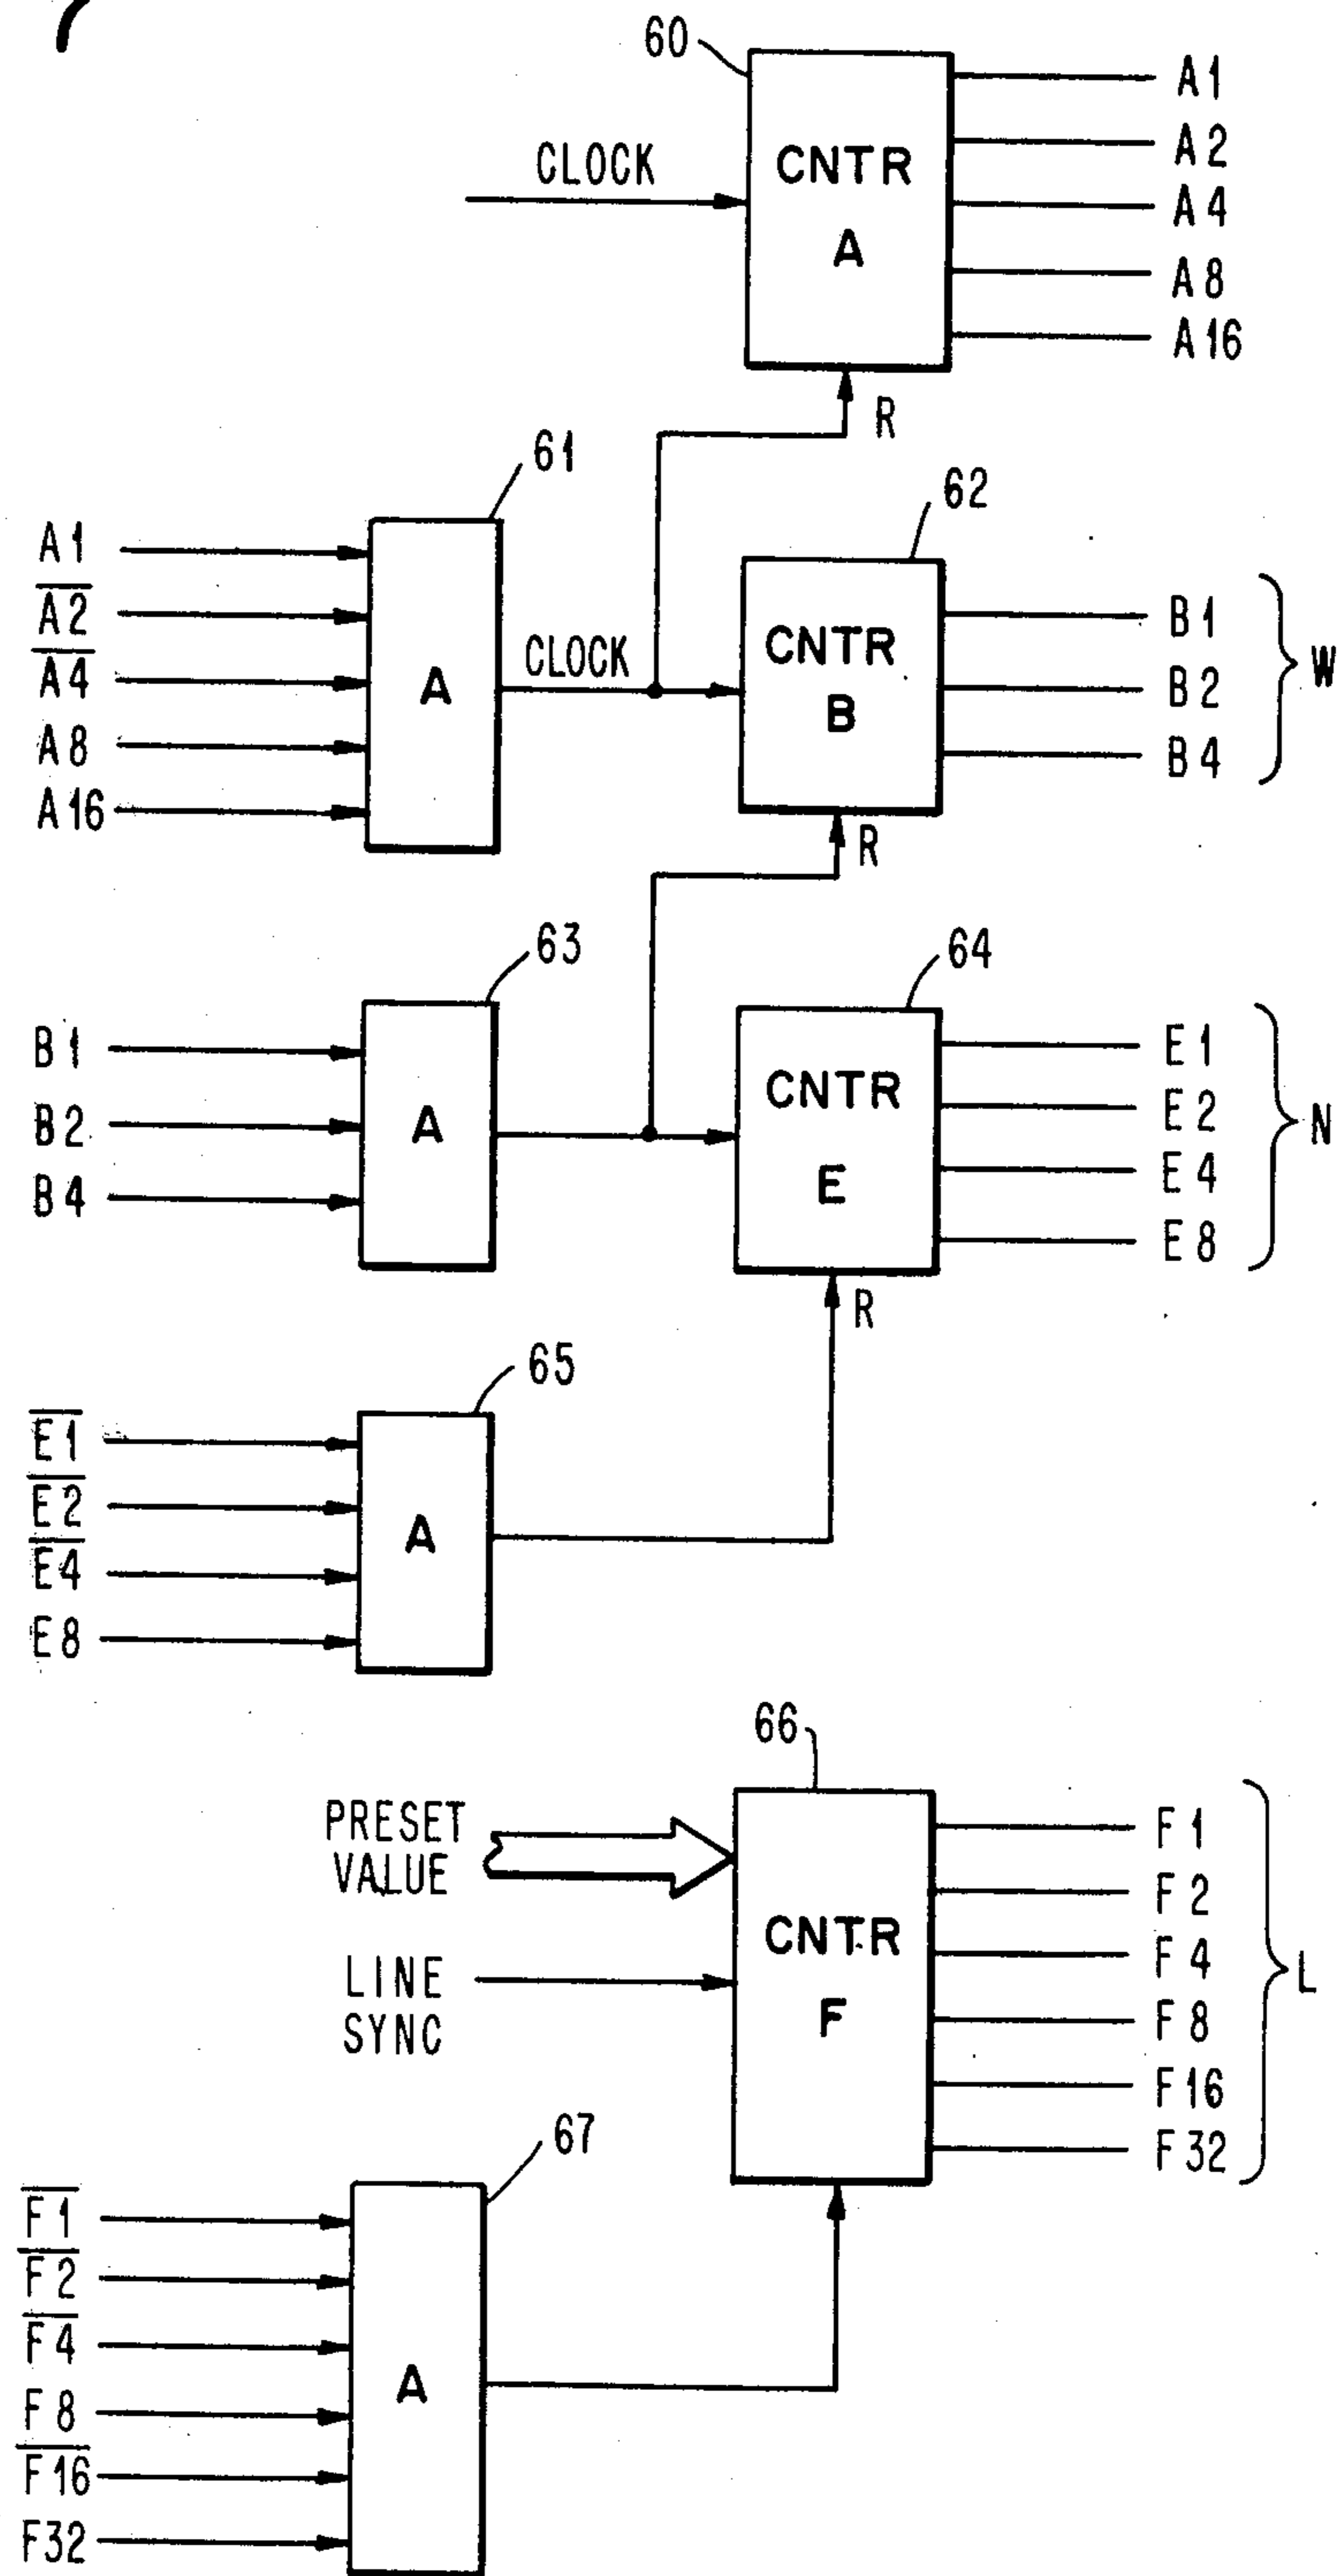 7
60
CLOCK
CNTR
A
A1
A2
A4
A8
A16
R
61
A1
A2
A4
A8
A16
A
CLOCK
62
CNTR
B
B1
B2
B4
W
R
63
B1
B2
B4
A
64
CNTR
E
E1
E2
E4
E8
N
R
65
E1
E2
E4
E8
A
66
PRESET
VALUE
LINE
SYNC
CNTR
F
F1
F2
F4
F8
F16
F32
L
67
F1
F2
F4
F8
F16
F32
A